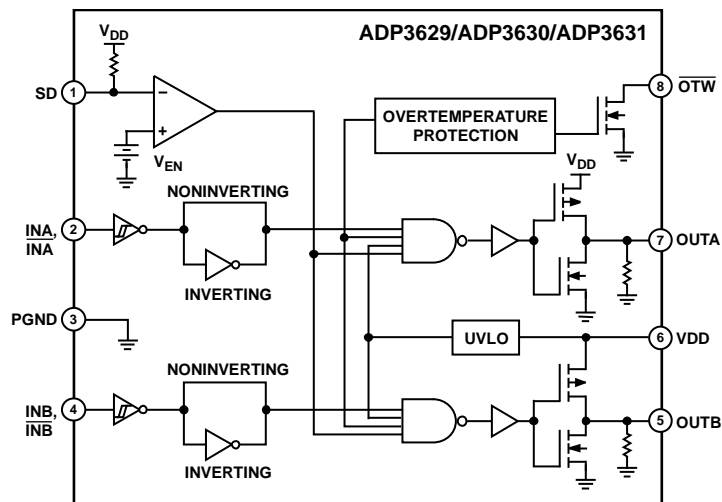 ADP3629/ADP3630/ADP3631
VDD
SD
1
8
OTW
OVERTEMPERATURE
PROTECTION
−
+
VEN
VDD
NONINVERTING
INA,
INA
2
7
OUTA
INVERTING
PGND
3
UVLO
6
VDD
NONINVERTING
INB,
INB
4
5
OUTB
INVERTING